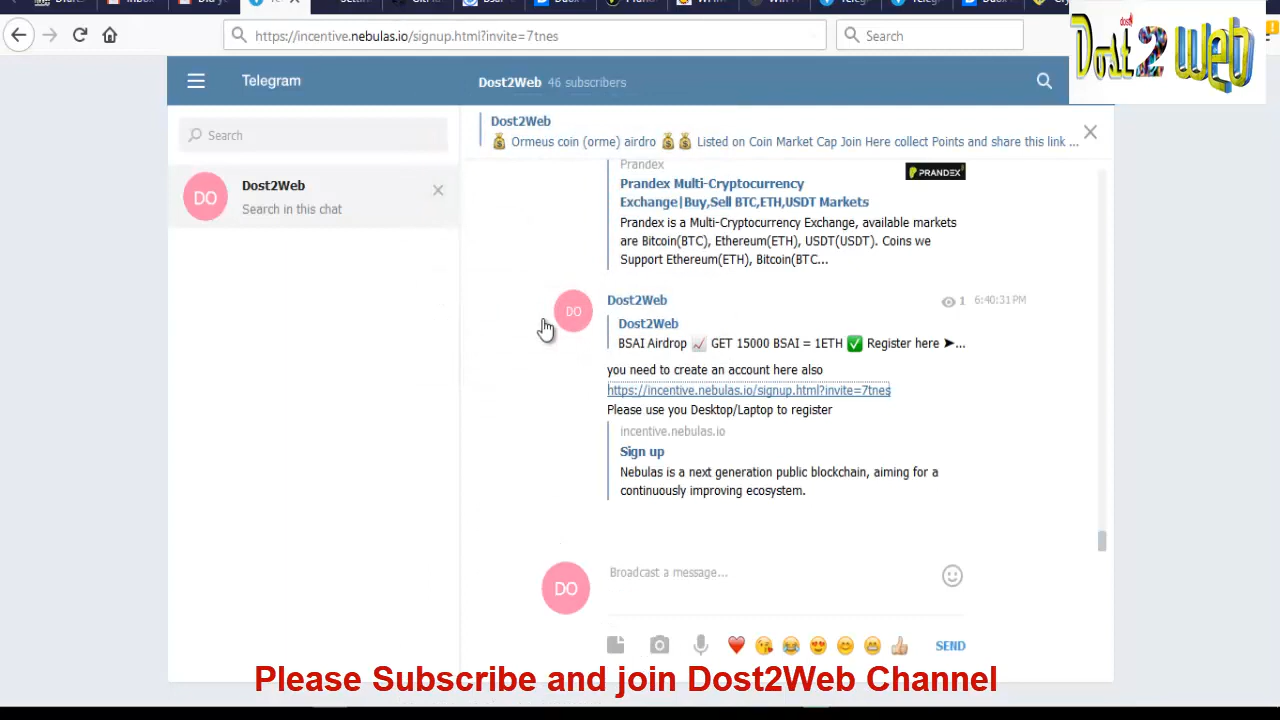 https://incentive.nebulas.io/signup.html?invite=7tnes
Search
dost
Dost 2 Web
Telegram
Dost2Web 46 subscribers
Search
Dost2Web
Search in this chat
DO
Dost2Web
💰 Ormeus coin (orme) airdro 💰💰 Listed on Coin Market Cap Join Here collect Points and share this link ...
Prandex
PRANDEX
Prandex Multi-Cryptocurrency
Exchange|Buy,Sell BTC,ETH,USDT Markets
Prandex is a Multi-Cryptocurrency Exchange, available markets
are Bitcoin(BTC), Ethereum(ETH), USDT(USDT). Coins we
Support Ethereum(ETH), Bitcoin(BTC...
DO
Dost2Web
1 6:40:31PM
Dost2Web
BSAI Airdrop 📈 GET 15000 BSAI = 1ETH ✅ Register here ➤...
you need to create an account here also
https://incentive.nebulas.io/signup.html?invite=7tnes
Please use you Desktop/Laptop to register
incentive.nebulas.io
Sign up
Nebulas is a next generation public blockchain, aiming for a
continuously improving ecosystem.
DO
Broadcast a message...
SEND
Please Subscribe and join Dost2Web Channel